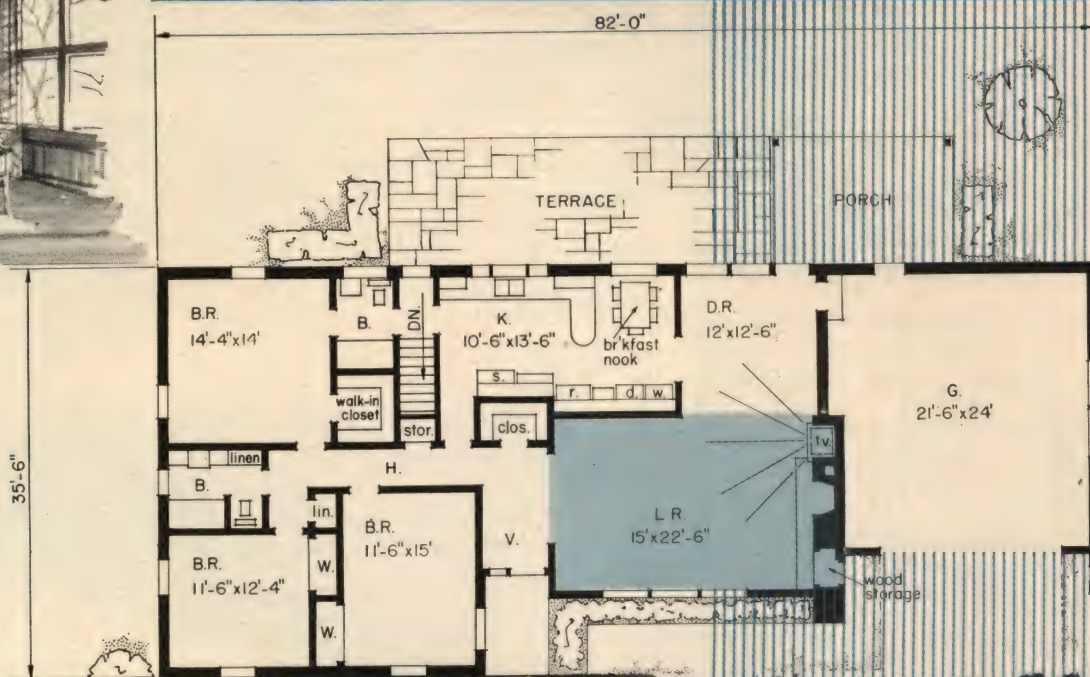 82'-0"
TERRACE
PORCH
B.R.
14'-4"x14'
B.
DN.
K.
10'-6"x13'-6"
br'kfast
nook
D.R.
12'x12'-6"
s.
r.
d.
w.
walk-in
closet
stor.
clos.
t.v.
G.
21'-6"x24'
35'-6"
linen
B.
H.
lin.
B.R.
11'-6"x15'
V.
L.R.
15'x22'-6"
B.R.
11'-6"x12'-4"
W.
W.
wood
storage